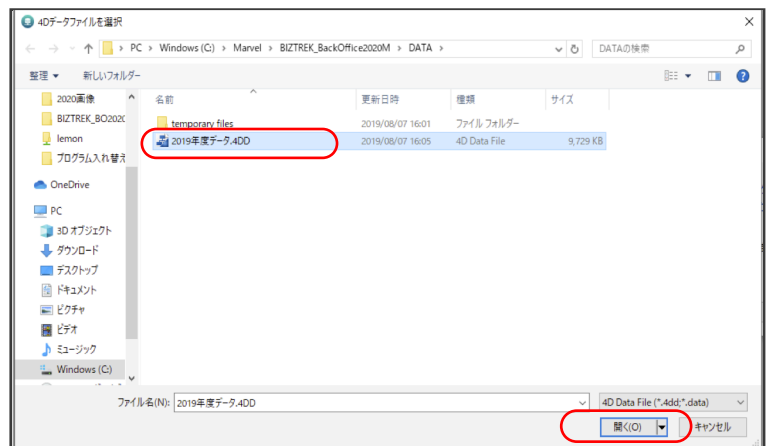 4Dデータファイルを選択
PC > Windows (C:) > Marvel > BIZTREK_BackOffice2020M > DATA >
DATAの検索
整理 新しいフォルダー
名前 更新日時 種類 サイズ
2020画像
BIZTREK_BO2020
lemon
プログラム入れ替え
OneDrive
PC
3D オブジェクト
ダウンロード
デスクトップ
ドキュメント
ピクチャ
ビデオ
ミュージック
Windows (C:)
temporary files 2019/08/07 16:01 ファイル フォルダー
2019年度データ.4DD 2019/08/07 16:05 4D Data File 9,729 KB
ファイル名(N): 2019年度データ.4DD
4D Data File (*.4dd;*.data)
開く(O) キャンセル